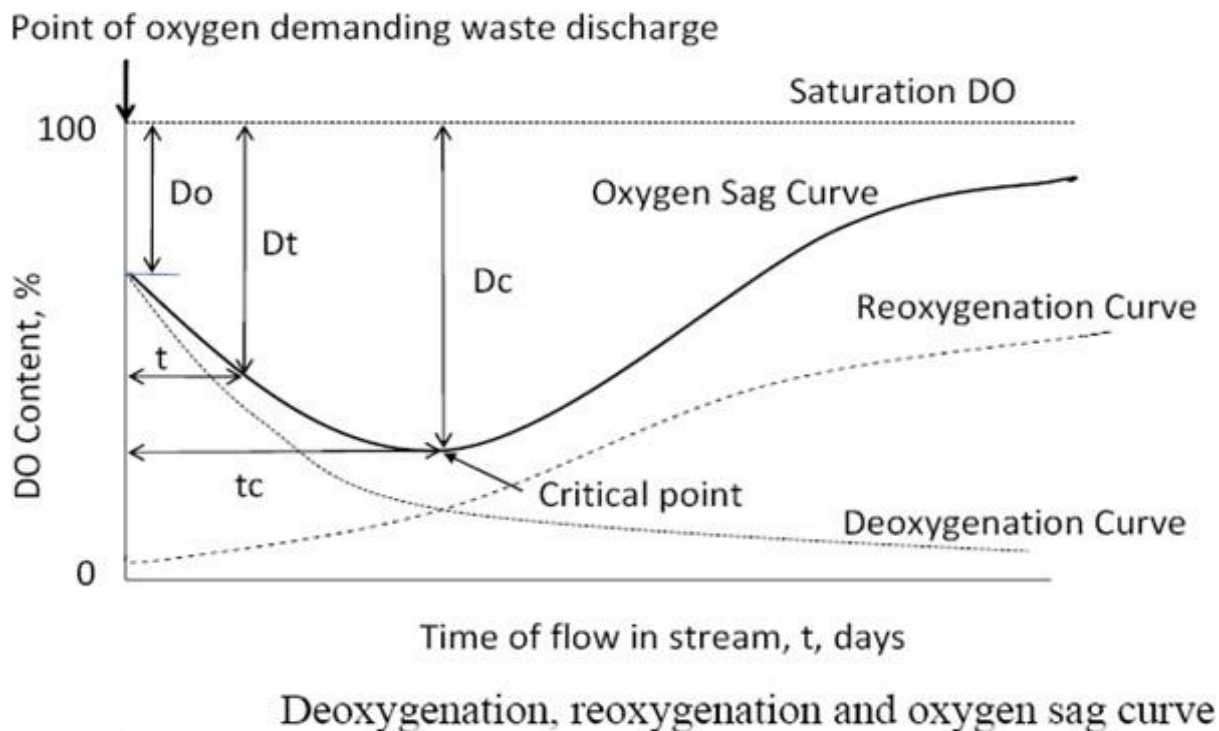 Point of oxygen demanding waste discharge
Saturation DO
100
Do
Oxygen Sag Curve
Dt
Dc
Reoxygenation Curve
t
tc
Critical point
Deoxygenation Curve
DO Content, %
0
Time of flow in stream, t, days
Deoxygenation, reoxygenation and oxygen sag curve